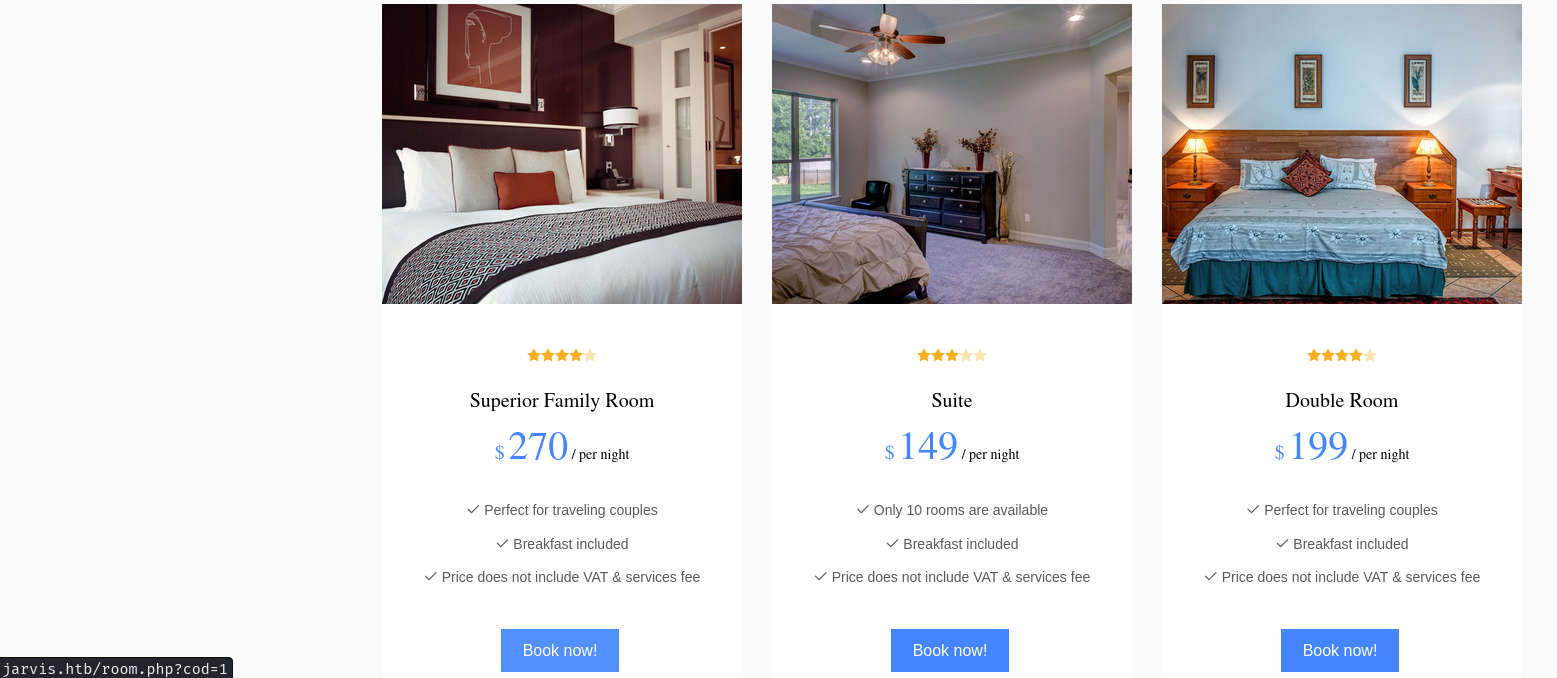 Superior Family Room
$ 270 / per night
✓ Perfect for traveling couples
✓ Breakfast included
✓ Price does not include VAT & services fee
Book now!
Suite
$ 149 / per night
✓ Only 10 rooms are available
✓ Breakfast included
✓ Price does not include VAT & services fee
Book now!
Double Room
$ 199 / per night
✓ Perfect for traveling couples
✓ Breakfast included
✓ Price does not include VAT & services fee
Book now!
jarvis.htb/room.php?cod=1